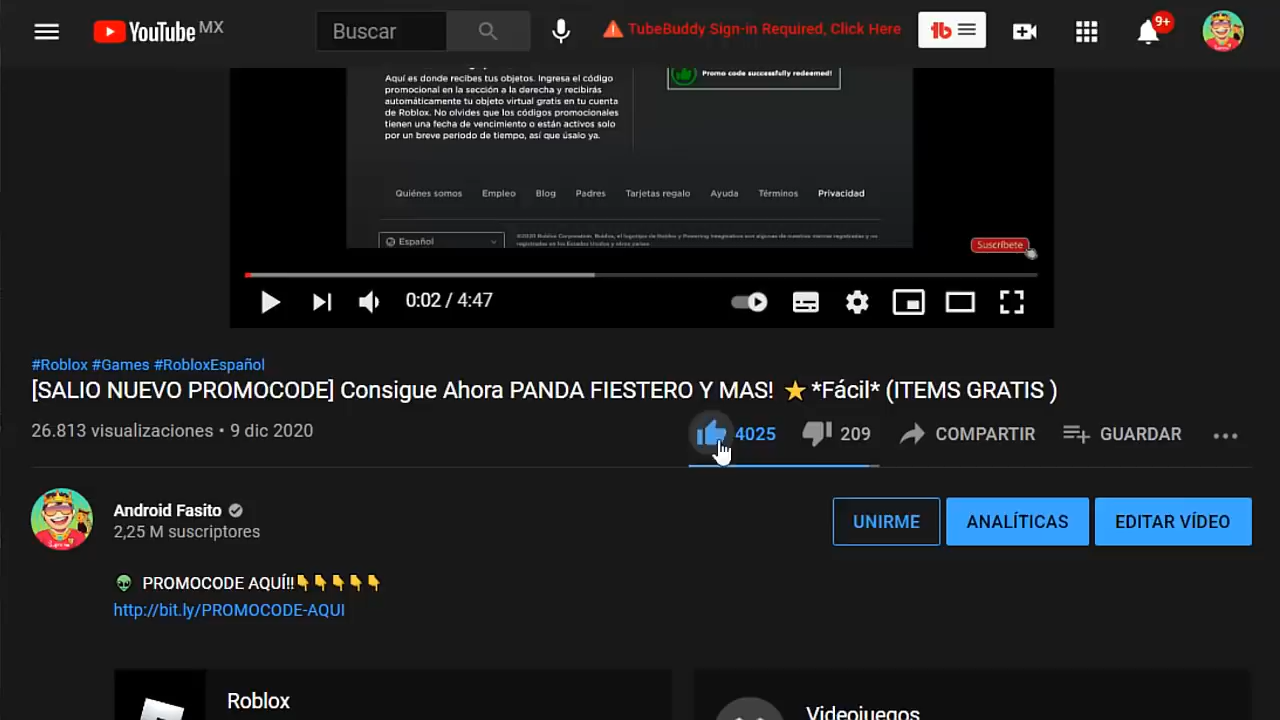 YouTube MX
Buscar
TubeBuddy Sign-in Required, Click Here
tb
9+
Aquí es donde recibes tus objetos. Ingresa el código
promocional en la sección a la derecha y recibirás
automáticamente tu objeto virtual gratis en tu cuenta
de Roblox. No olvides que los códigos promocionales
tienen una fecha de vencimiento o están activos solo
por un breve periodo de tiempo, así que úsalo ya.
Promo code successfully redeemed!
Quiénes somos Empleo Blog Padres Tarjetas regalo Ayuda Términos Privacidad
Español
Suscríbete
0:02 / 4:47
#Roblox #Games #RobloxEspañol
[SALIO NUEVO PROMOCODE] Consigue Ahora PANDA FIESTERO Y MAS! ⭐ *Fácil* (ITEMS GRATIS )
26.813 visualizaciones • 9 dic 2020
4025
209
COMPARTIR
GUARDAR
Android Fasito
2,25 M suscriptores
UNIRME
ANALÍTICAS
EDITAR VÍDEO
👽 PROMOCODE AQUÍ!!👇👇👇👇👇
http://bit.ly/PROMOCODE-AQUI
Roblox
Videojuegos